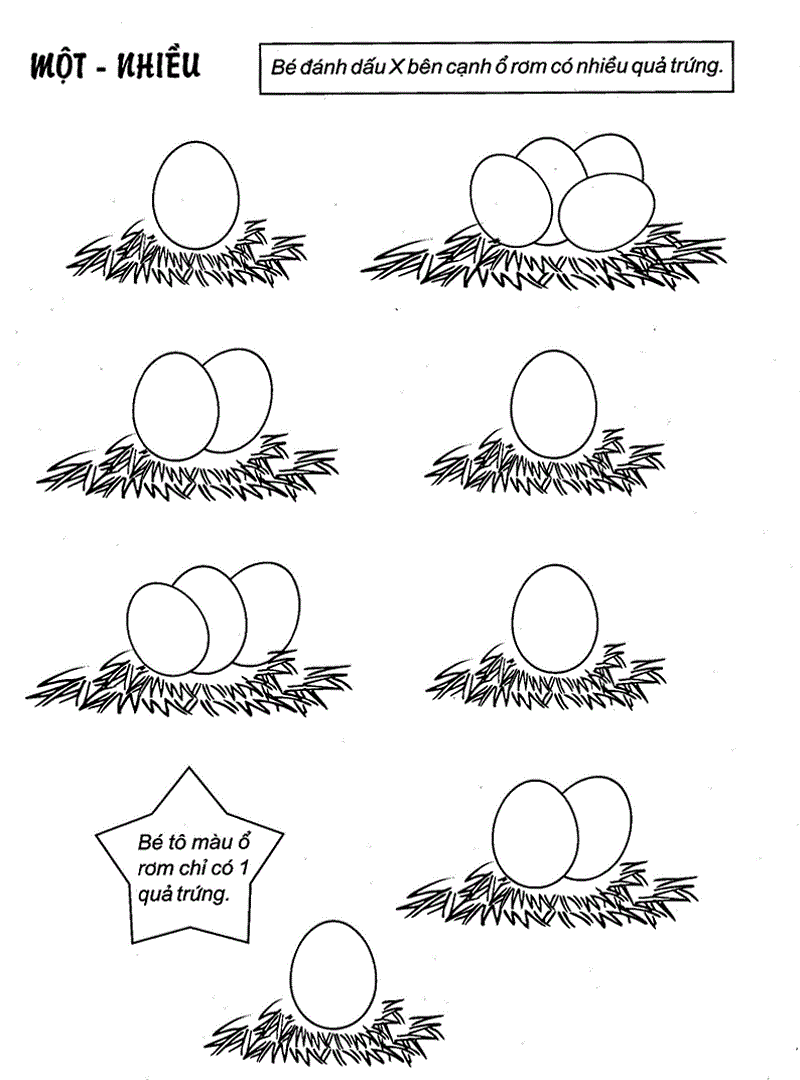 MỘT - NHIỀU
Bé đánh dấu X bên cạnh ổ rơm có nhiều quả trứng.
Bé tô màu ổ
rơm chỉ có 1
quả trứng.